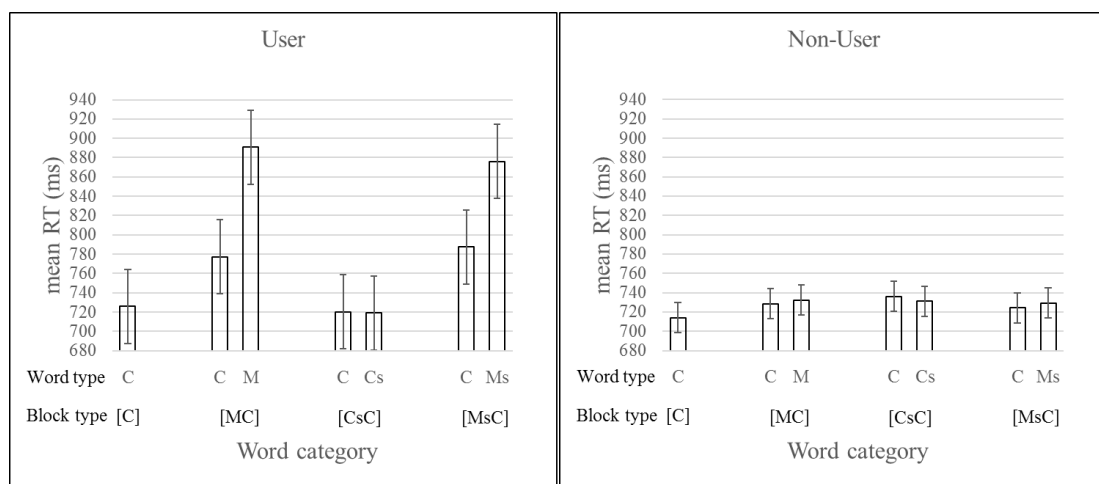 User
940
920
900
880
860
840
820
800
780
760
740
720
700
680
mean RT (ms)
Word type C C M C Cs C Ms
Block type [C] [MC] [CsC] [MsC]
Word category
Non-User
940
920
900
880
860
840
820
800
780
760
740
720
700
680
mean RT (ms)
Word type C C M C Cs C Ms
Block type [C] [MC] [CsC] [MsC]
Word category